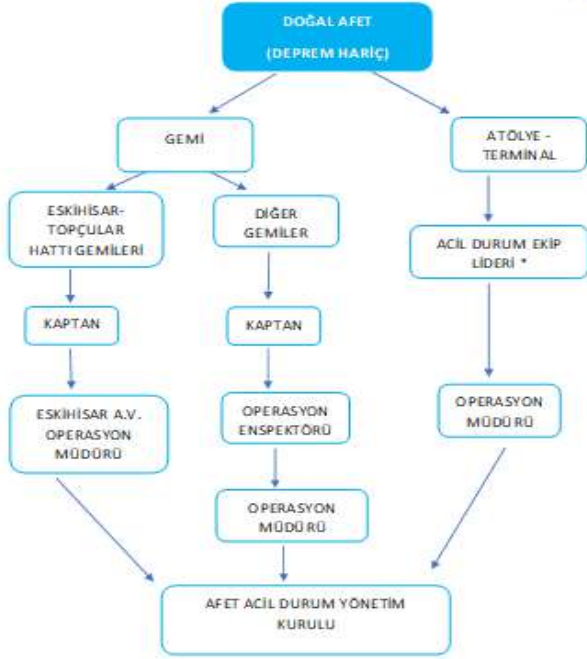 DOĞAL AFET
(DEPREM HARİÇ)
GEMİ
ATÖLYE -
TERMİNAL
ESKİHİSAR-
TOPÇULAR
HATTI GEMİLERİ
DİĞER
GEMİLER
ACİL DURUM EKİP
LİDERİ *
KAPTAN
KAPTAN
ESKİHİSAR A.V.
OPERASYON
MÜDÜRÜ
OPERASYON
ENSPEKTÖRÜ
OPERASYON
MÜDÜRÜ
OPERASYON
MÜDÜRÜ
AFET ACİL DURUM YÖNETİM
KURULU